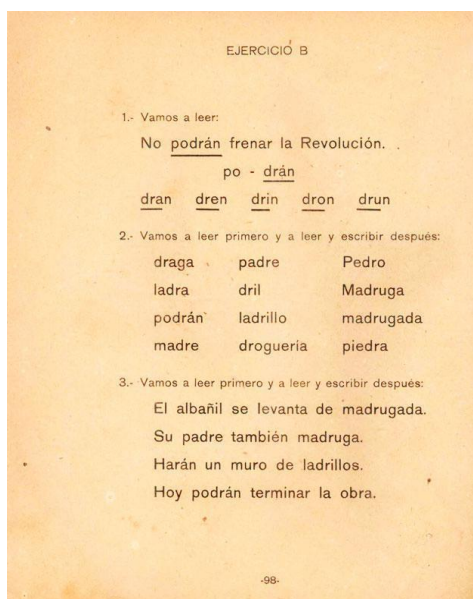 EJERCICIO B
1.- Vamos a leer:
No podrán frenar la Revolución.
po - drán
dran dren drin dron drun
2.- Vamos a leer primero y a leer y escribir después:
draga padre Pedro
ladra dril Madruga
podrán ladrillo madrugada
madre droguería piedra
3.- Vamos a leer primero y a leer y escribir después:
El albañil se levanta de madrugada.
Su padre también madruga.
Harán un muro de ladrillos.
Hoy podrán terminar la obra.
-98-